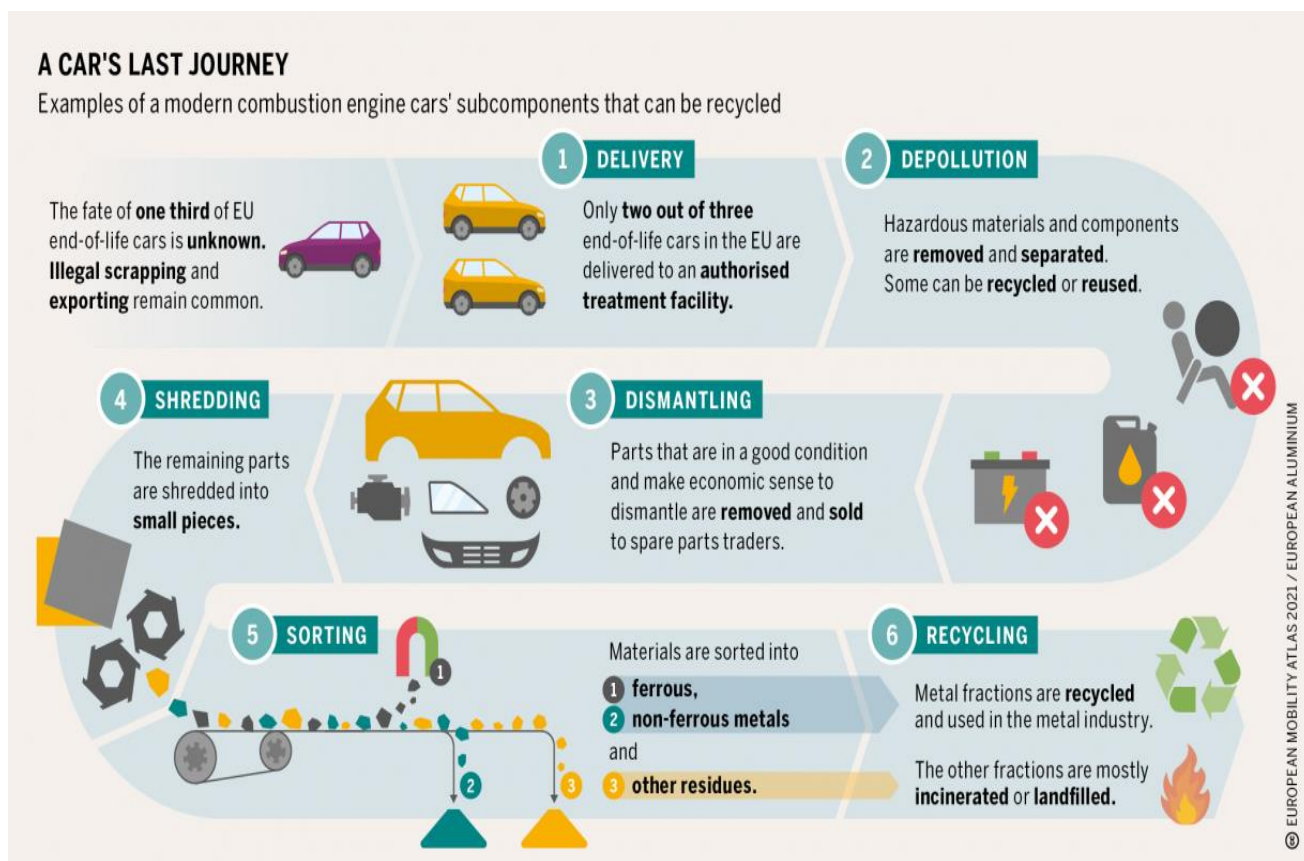 A CAR'S LAST JOURNEY
Examples of a modern combustion engine cars' subcomponents that can be recycled
The fate of one third of EU
end-of-life cars is unknown.
Illegal scrapping and
exporting remain common.
1 DELIVERY
Only two out of three
end-of-life cars in the EU are
delivered to an authorised
treatment facility.
2 DEPOLLUTION
Hazardous materials and components
are removed and separated.
Some can be recycled or reused.
3 DISMANTLING
Parts that are in a good condition
and make economic sense to
dismantle are removed and sold
to spare parts traders.
4 SHREDDING
The remaining parts
are shredded into
small pieces.
5 SORTING
1
2
3
Materials are sorted into
1 ferrous,
2 non-ferrous metals
and
3 other residues.
6 RECYCLING
Metal fractions are recycled
and used in the metal industry.
The other fractions are mostly
incinerated or landfilled.
EUROPEAN MOBILITY ATLAS 2021 / EUROPEAN ALUMINIUM